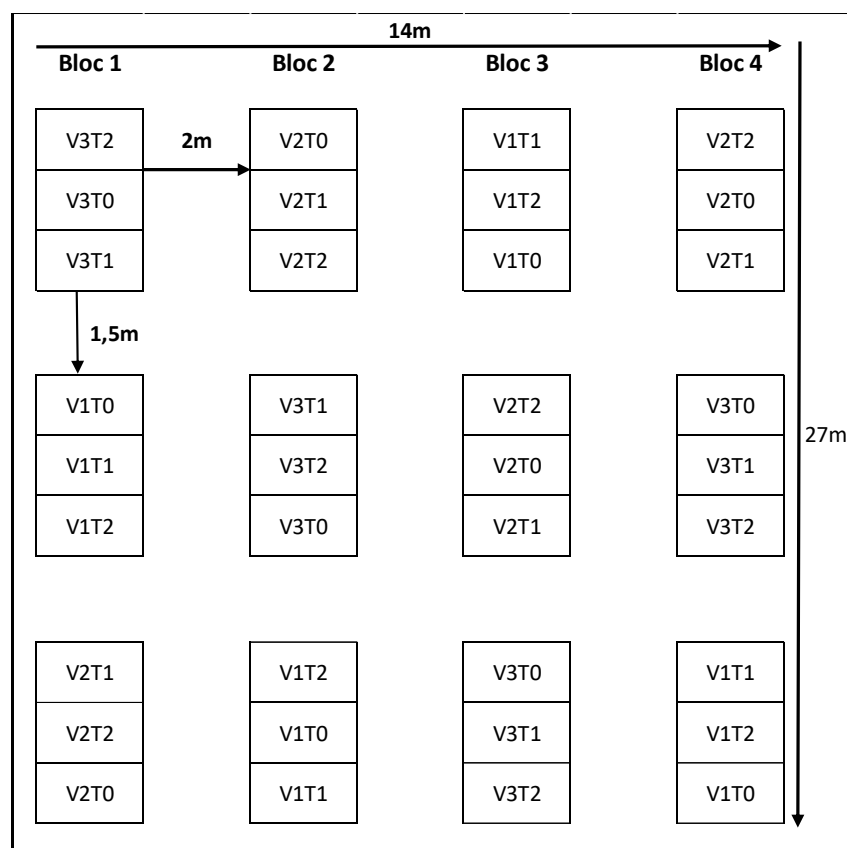 14m
Bloc 1 Bloc 2 Bloc 3 Bloc 4
V3T2 2m V2T0 V1T1 V2T2
V3T0 V2T1 V1T2 V2T0
V3T1 V2T2 V1T0 V2T1
1,5m
V1T0 V3T1 V2T2 V3T0
27m
V1T1 V3T2 V2T0 V3T1
V1T2 V3T0 V2T1 V3T2
V2T1 V1T2 V3T0 V1T1
V2T2 V1T0 V3T1 V1T2
V2T0 V1T1 V3T2 V1T0